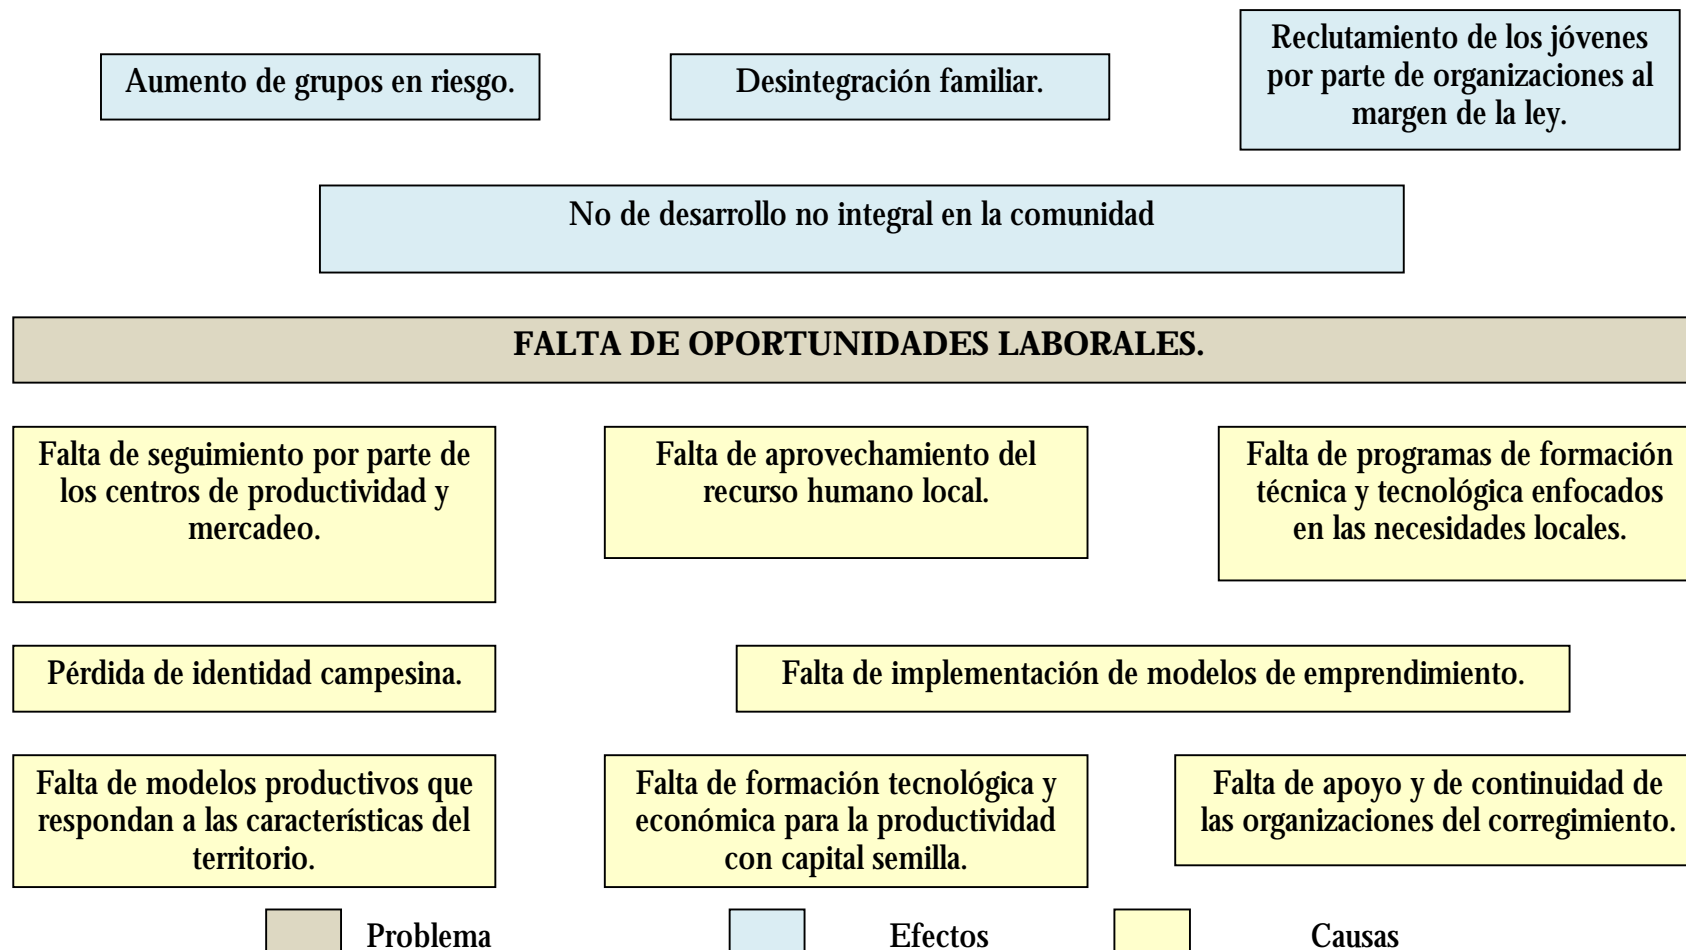 Aumento de grupos en riesgo.
Desintegración familiar.
Reclutamiento de los jóvenes
por parte de organizaciones al
margen de la ley.
No de desarrollo no integral en la comunidad
FALTA DE OPORTUNIDADES LABORALES.
Falta de seguimiento por parte de
los centros de productividad y
mercadeo.
Falta de aprovechamiento del
recurso humano local.
Falta de programas de formación
técnica y tecnológica enfocados
en las necesidades locales.
Pérdida de identidad campesina.
Falta de implementación de modelos de emprendimiento.
Falta de modelos productivos que
respondan a las características del
territorio.
Falta de formación tecnológica y
económica para la productividad
con capital semilla.
Falta de apoyo y de continuidad de
las organizaciones del corregimiento.
Problema
Efectos
Causas